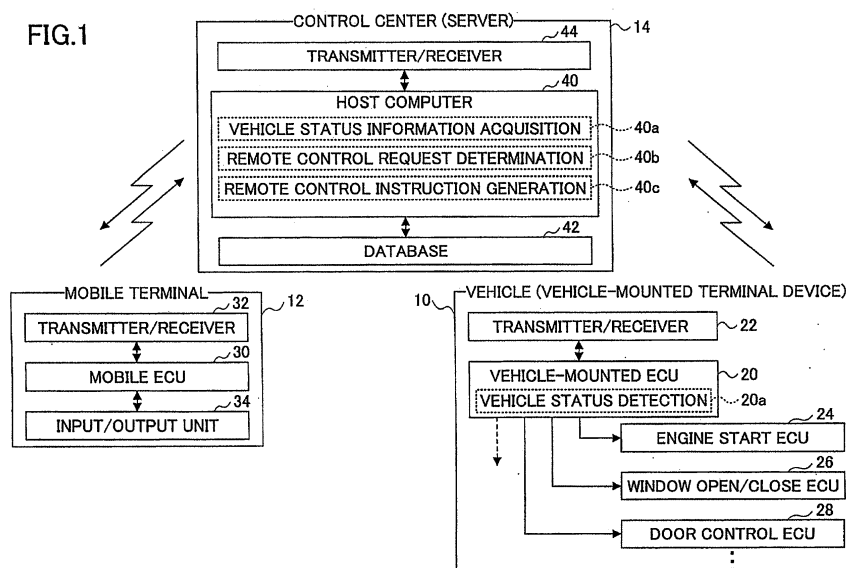 FIG.1
CONTROL CENTER (SERVER)
14
44
TRANSMITTER/RECEIVER
40
HOST COMPUTER
VEHICLE STATUS INFORMATION ACQUISITION
40a
REMOTE CONTROL REQUEST DETERMINATION
40b
REMOTE CONTROL INSTRUCTION GENERATION
40c
42
DATABASE
MOBILE TERMINAL
12
32
TRANSMITTER/RECEIVER
30
MOBILE ECU
34
INPUT/OUTPUT UNIT
VEHICLE (VEHICLE-MOUNTED TERMINAL DEVICE)
10
TRANSMITTER/RECEIVER
22
VEHICLE-MOUNTED ECU
20
VEHICLE STATUS DETECTION
20a
24
ENGINE START ECU
26
WINDOW OPEN/CLOSE ECU
28
DOOR CONTROL ECU